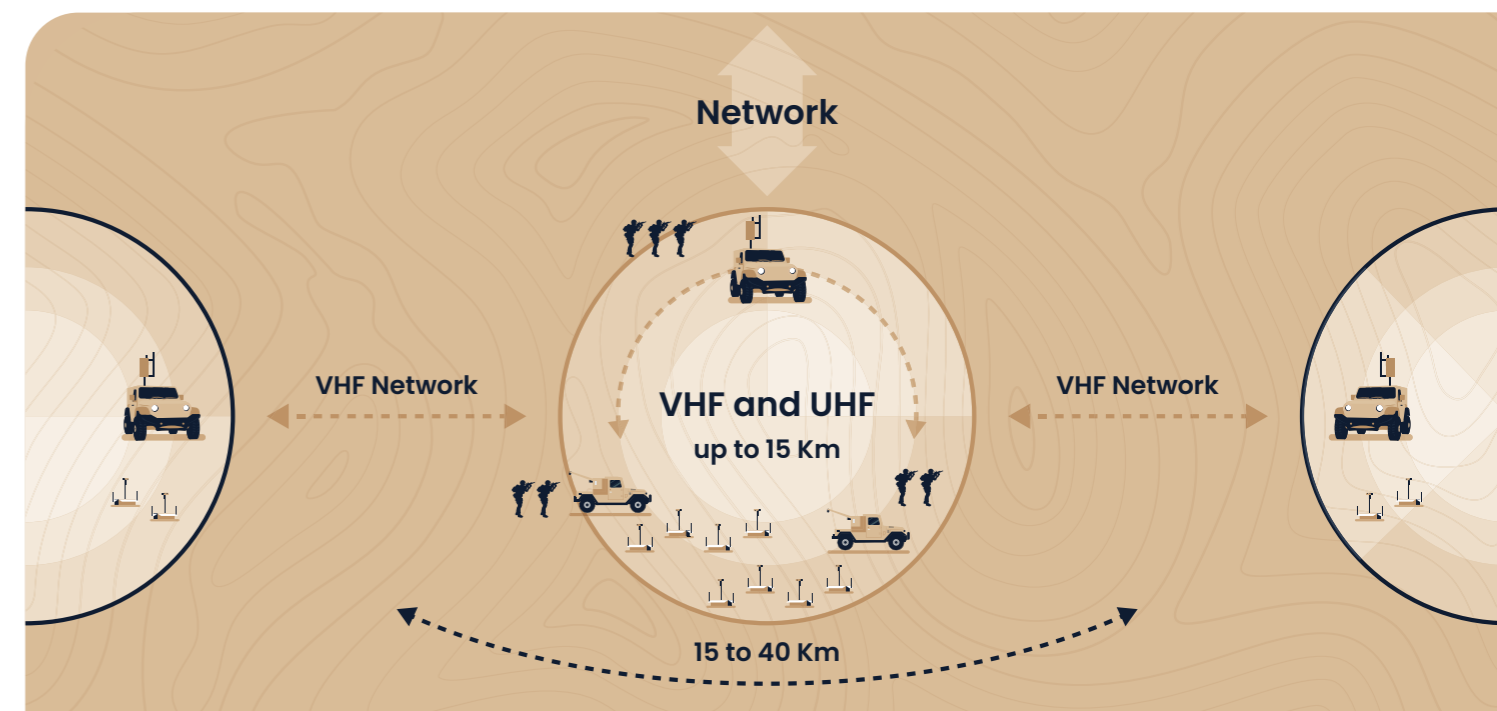 Network
VHF Network
VHF and UHF
up to 15 Km
VHF Network
15 to 40 Km